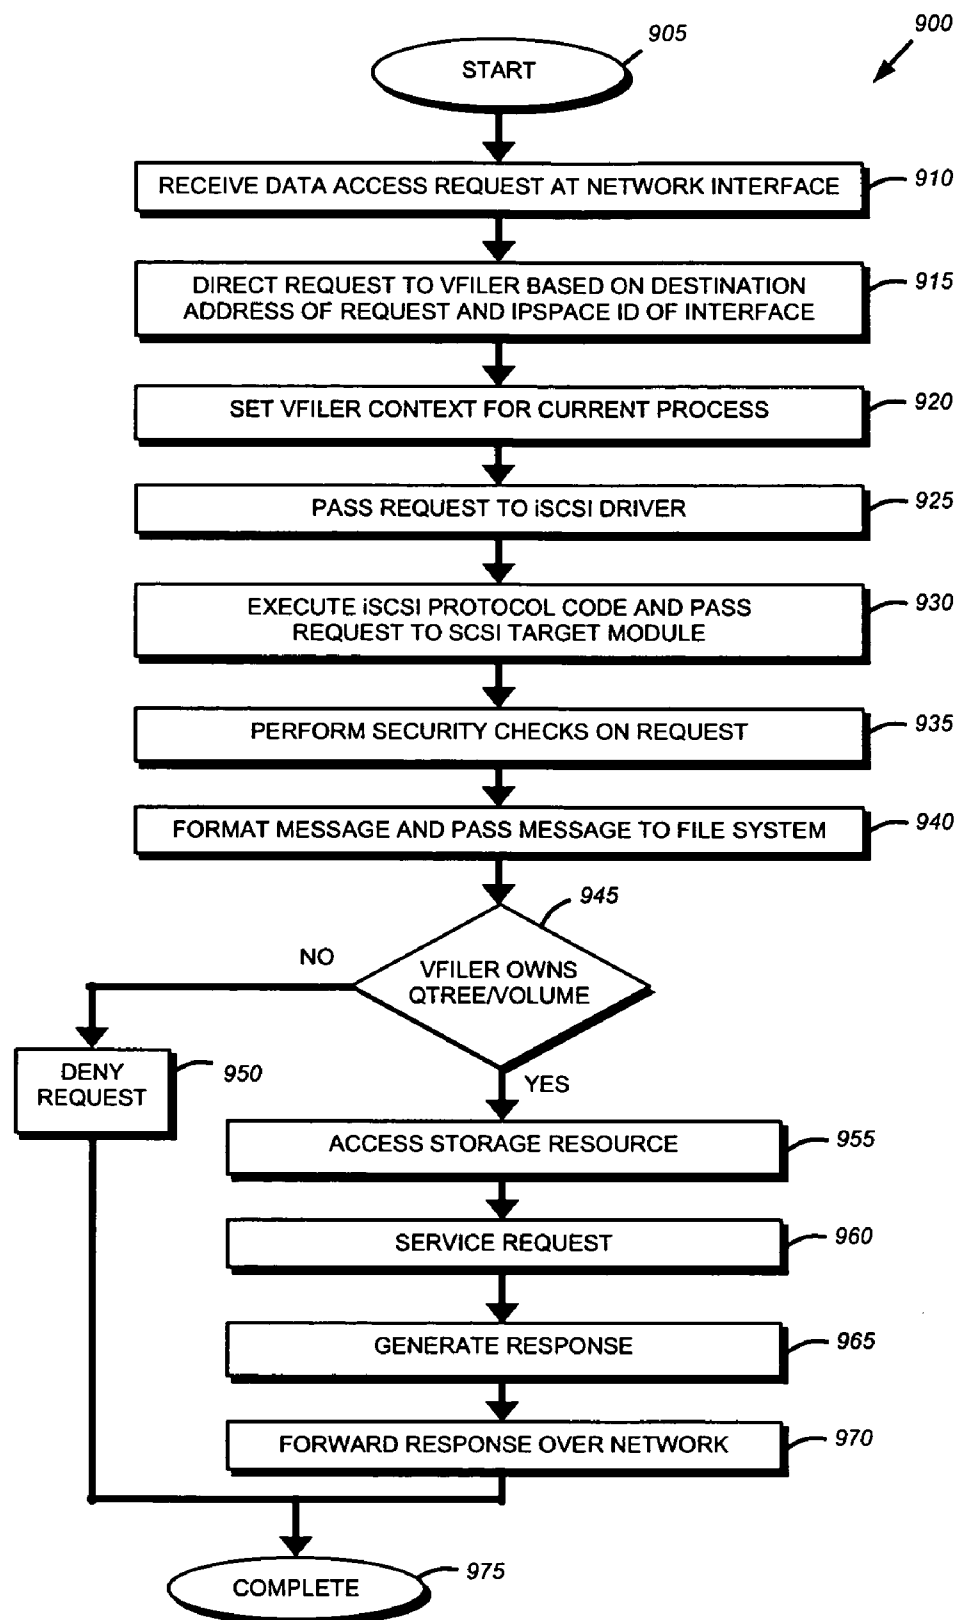 900
905
START
RECEIVE DATA ACCESS REQUEST AT NETWORK INTERFACE
910
DIRECT REQUEST TO VFILER BASED ON DESTINATION
ADDRESS OF REQUEST AND IPSPACE ID OF INTERFACE
915
SET VFILER CONTEXT FOR CURRENT PROCESS
920
PASS REQUEST TO iSCSI DRIVER
925
EXECUTE iSCSI PROTOCOL CODE AND PASS
REQUEST TO SCSI TARGET MODULE
930
PERFORM SECURITY CHECKS ON REQUEST
935
FORMAT MESSAGE AND PASS MESSAGE TO FILE SYSTEM
940
945
NO
VFILER OWNS
QTREE/VOLUME
DENY
REQUEST
950
YES
ACCESS STORAGE RESOURCE
955
SERVICE REQUEST
960
GENERATE RESPONSE
965
FORWARD RESPONSE OVER NETWORK
970
COMPLETE
975